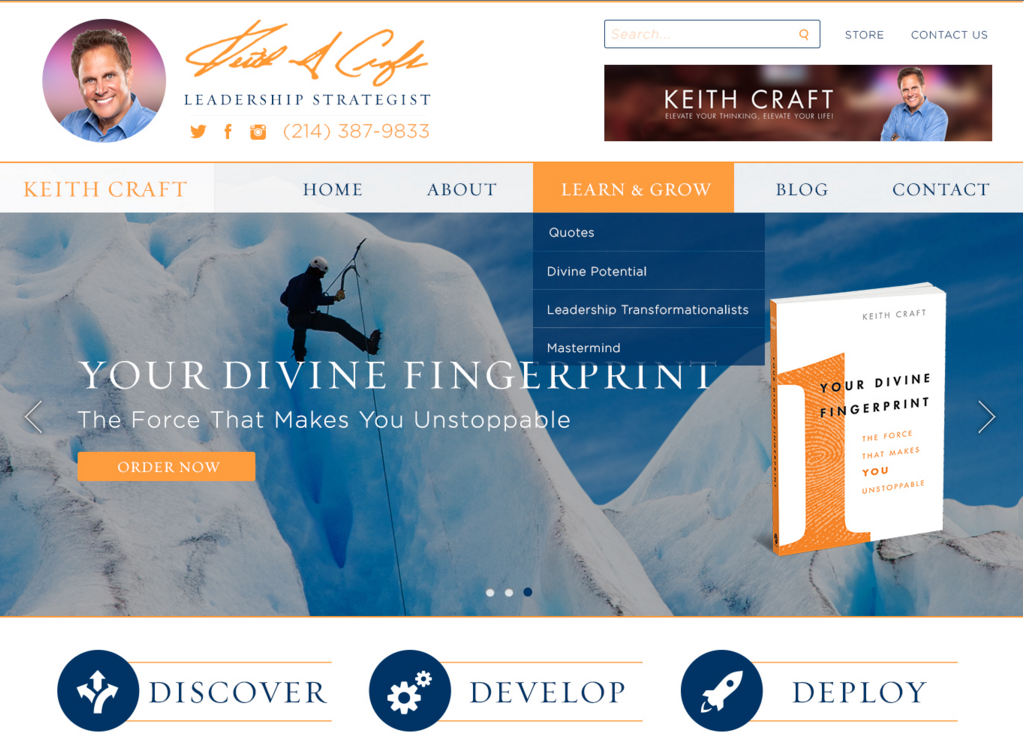 Keith A Craft
LEADERSHIP STRATEGIST
(214) 387-9833
Search...
STORE
CONTACT US
KEITH CRAFT
ELEVATE YOUR THINKING, ELEVATE YOUR LIFE!
KEITH CRAFT
HOME
ABOUT
LEARN & GROW
BLOG
CONTACT
Quotes
Divine Potential
Leadership Transformationalists
Mastermind
YOUR DIVINE FINGERPRINT
The Force That Makes You Unstoppable
ORDER NOW
KEITH CRAFT
YOUR DIVINE
FINGERPRINT
THE FORCE
THAT MAKES
YOU
UNSTOPPABLE
YOUR DIVINE FINGERPRINT
DISCOVER
DEVELOP
DEPLOY